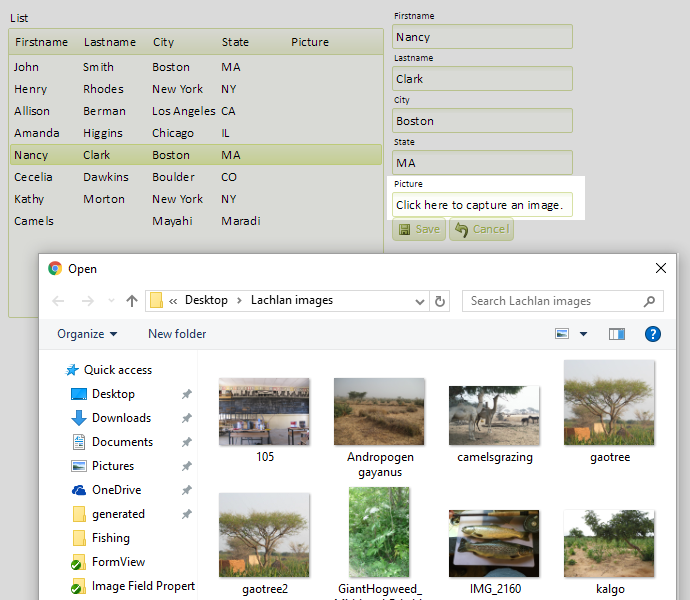 List
Firstname Lastname City State Picture
John Smith Boston MA
Henry Rhodes New York NY
Allison Berman Los Angeles CA
Amanda Higgins Chicago IL
Nancy Clark Boston MA
Cecelia Dawkins Boulder CO
Kathy Morton New York NY
Camels Mayahi Maradi
Firstname
Nancy
Lastname
Clark
City
Boston
State
MA
Picture
Click here to capture an image.
Save Cancel
Open
« Desktop > Lachlan images
Search Lachlan images
Organize New folder
Quick access
Desktop
Downloads
Documents
Pictures
OneDrive
generated
Fishing
FormView
Image Field Propert
105
Andropogen
gayanus
camelsgrazing
gaotree
gaotree2
GiantHogweed_
IMG_2160
kalgo